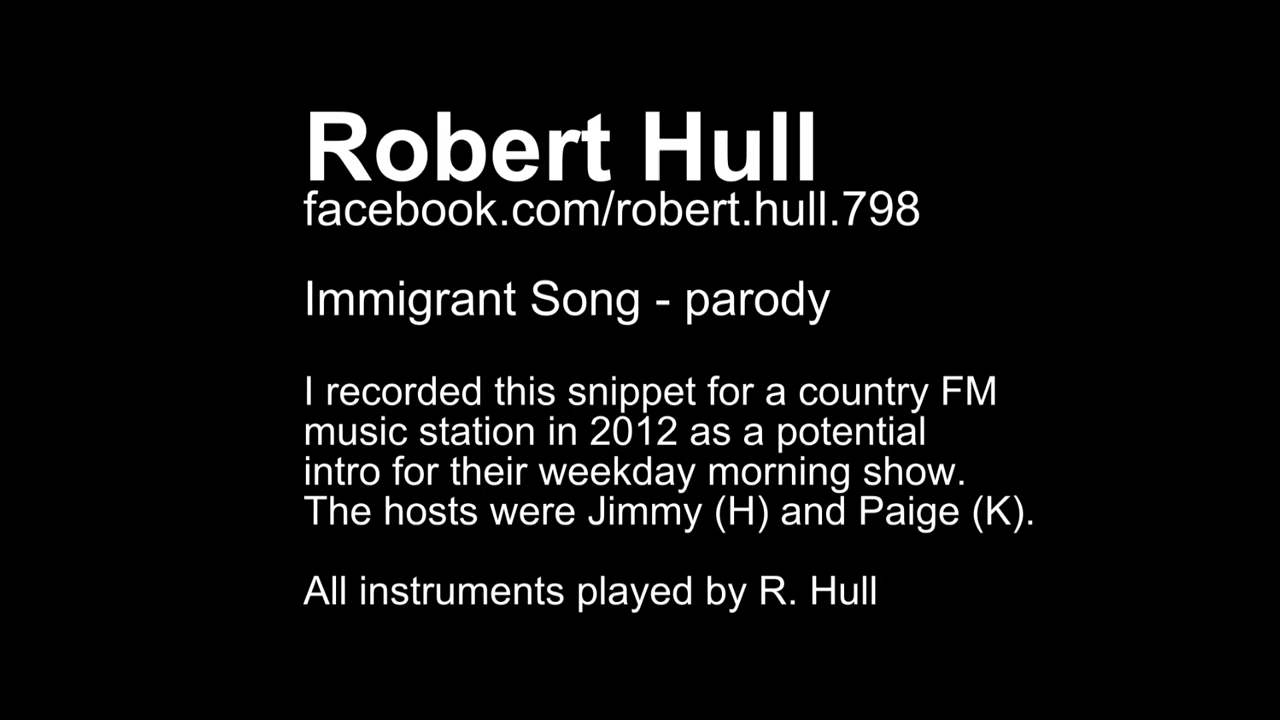 Robert Hull
facebook.com/robert.hull.798
Immigrant Song - parody
I recorded this snippet for a country FM
music station in 2012 as a potential
intro for their weekday morning show.
The hosts were Jimmy (H) and Paige (K).
All instruments played by R. Hull